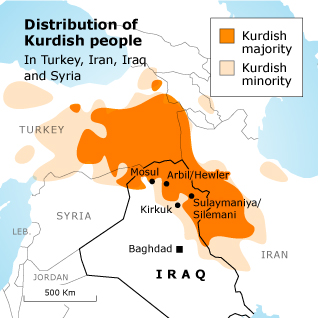 Distribution of
Kurdish people
In Turkey, Iran, Iraq
and Syria
Kurdish
majority
Kurdish
minority
TURKEY
Mosul
Arbil/Hewler
SYRIA
Kirkuk
Sulaymaniya/
Silemani
LEB.
Baghdad
IRAN
IRAQ
JORDAN
500 Km